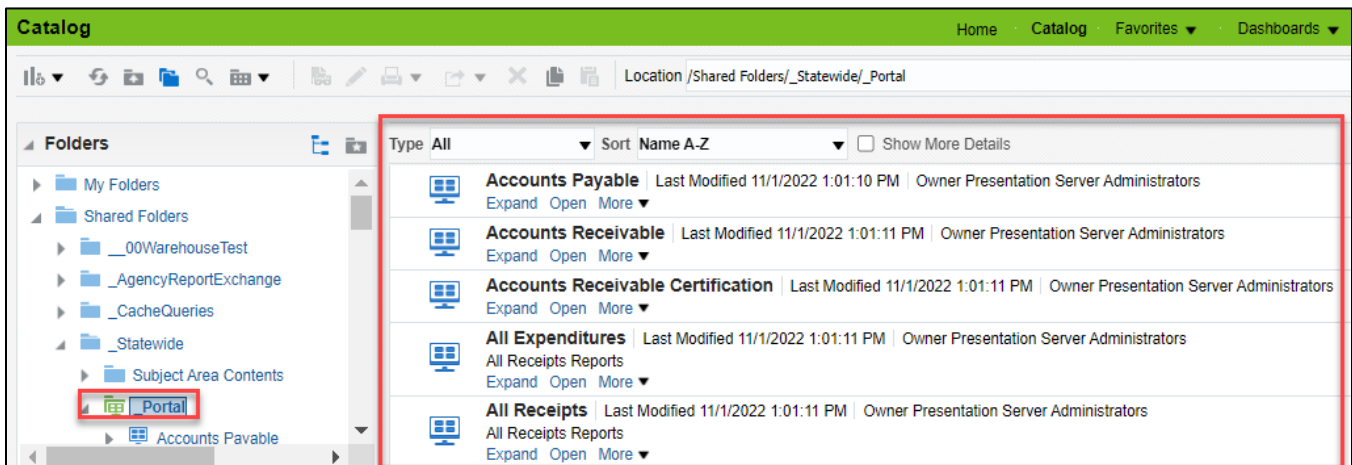 Catalog
Home Catalog Favorites Dashboards
Location /Shared Folders/_Statewide/_Portal
Folders
My Folders
Shared Folders
__00WarehouseTest
_AgencyReportExchange
_CacheQueries
_Statewide
Subject Area Contents
_Portal
Accounts Payable
Type All Sort Name A-Z Show More Details
Accounts Payable Last Modified 11/1/2022 1:01:10 PM Owner Presentation Server Administrators
Expand Open More
Accounts Receivable Last Modified 11/1/2022 1:01:11 PM Owner Presentation Server Administrators
Expand Open More
Accounts Receivable Certification Last Modified 11/1/2022 1:01:11 PM Owner Presentation Server Administrators
Expand Open More
All Expenditures Last Modified 11/1/2022 1:01:11 PM Owner Presentation Server Administrators
All Receipts Reports
Expand Open More
All Receipts Last Modified 11/1/2022 1:01:11 PM Owner Presentation Server Administrators
All Receipts Reports
Expand Open More